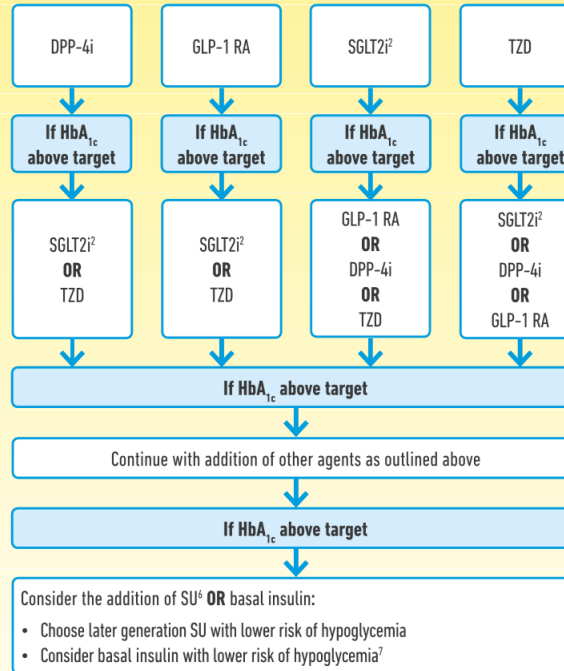 DPP-4i
GLP-1 RA
SGLT2i²
TZD
If HbA1c
above target
If HbA1c
above target
If HbA1c
above target
If HbA1c
above target
SGLT2i²
OR
TZD
SGLT2i²
OR
TZD
GLP-1 RA
OR
DPP-4i
OR
TZD
SGLT2i²
OR
DPP-4i
OR
GLP-1 RA
If HbA1c above target
Continue with addition of other agents as outlined above
If HbA1c above target
Consider the addition of SU⁶ OR basal insulin:
• Choose later generation SU with lower risk of hypoglycemia
• Consider basal insulin with lower risk of hypoglycemia⁷